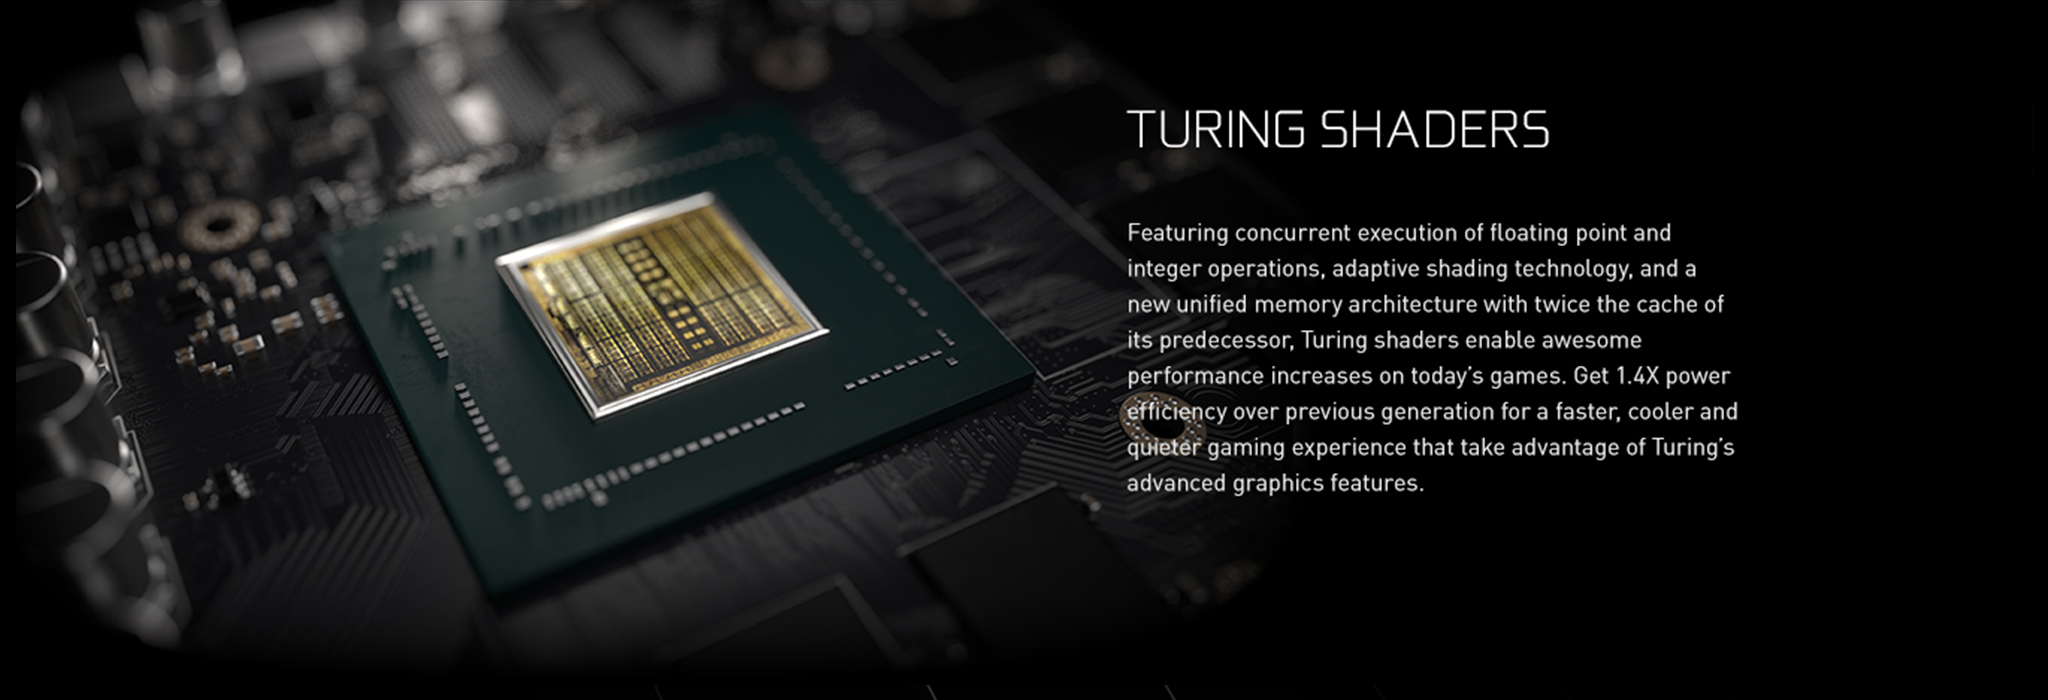 TURING SHADERS
Featuring concurrent execution of floating point and
integer operations, adaptive shading technology, and a
new unified memory architecture with twice the cache of
its predecessor, Turing shaders enable awesome
performance increases on today's games. Get 1.4X power
efficiency over previous generation for a faster, cooler and
quieter gaming experience that take advantage of Turing's
advanced graphics features.